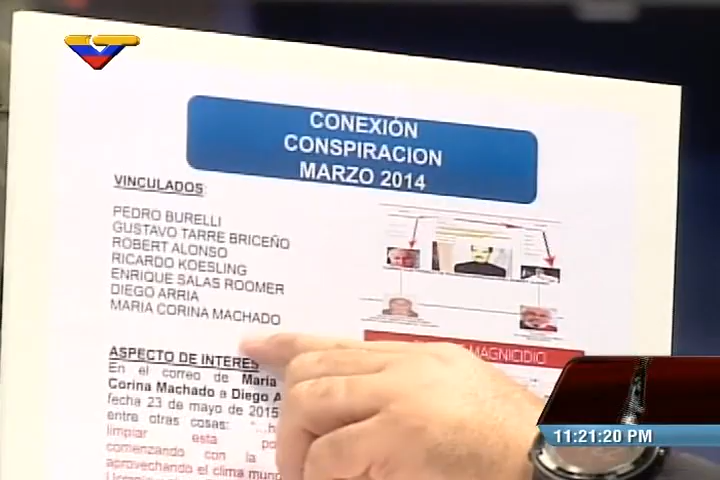 CONEXIÓN
CONSPIRACION
MARZO 2014
VINCULADOS
PEDRO BURELLI
GUSTAVO TARRE BRICEÑO
ROBERT ALONSO
RICARDO KOESLING
ENRIQUE SALAS ROOMER
DIEGO ARRIA
MARIA CORINA MACHADO
MAGNICIDIO
ASPECTO DE INTERES
En el correo de Maria
Corina Machado a Diego
fecha 23 de mayo de 2015
entre otras cosas:
limpiar esta
comenzando con la
aprovechando el clima
11:21:20 PM